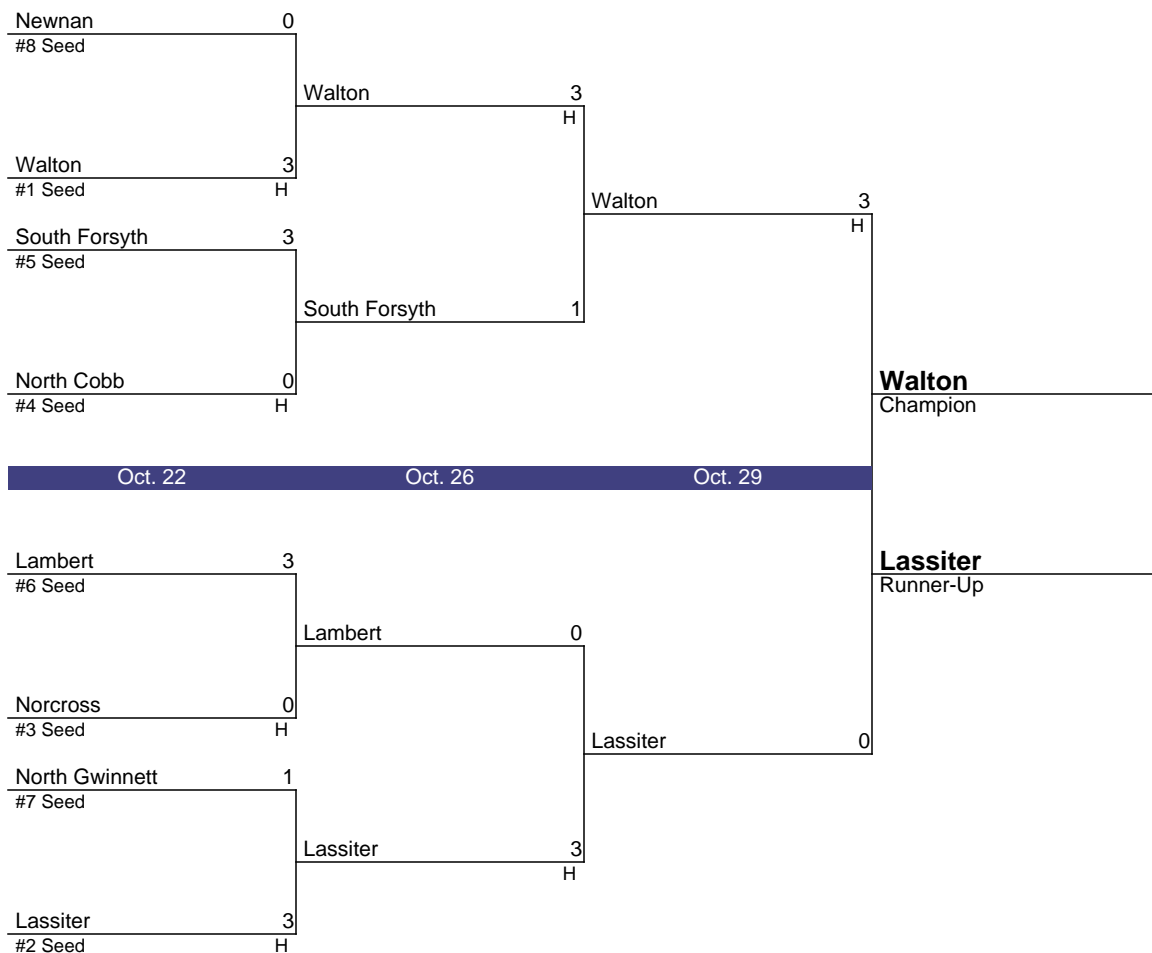 Newnan 0
#8 Seed
Walton 3
H
Walton 3
#1 Seed H
Walton 3
H
South Forsyth 3
#5 Seed
South Forsyth 1
North Cobb 0
#4 Seed H
Walton
Champion
Oct. 22 Oct. 26 Oct. 29
Lambert 3
#6 Seed
Lassiter
Runner-Up
Lambert 0
Norcross 0
#3 Seed H
Lassiter 0
North Gwinnett 1
#7 Seed
Lassiter 3
H
Lassiter 3
#2 Seed H